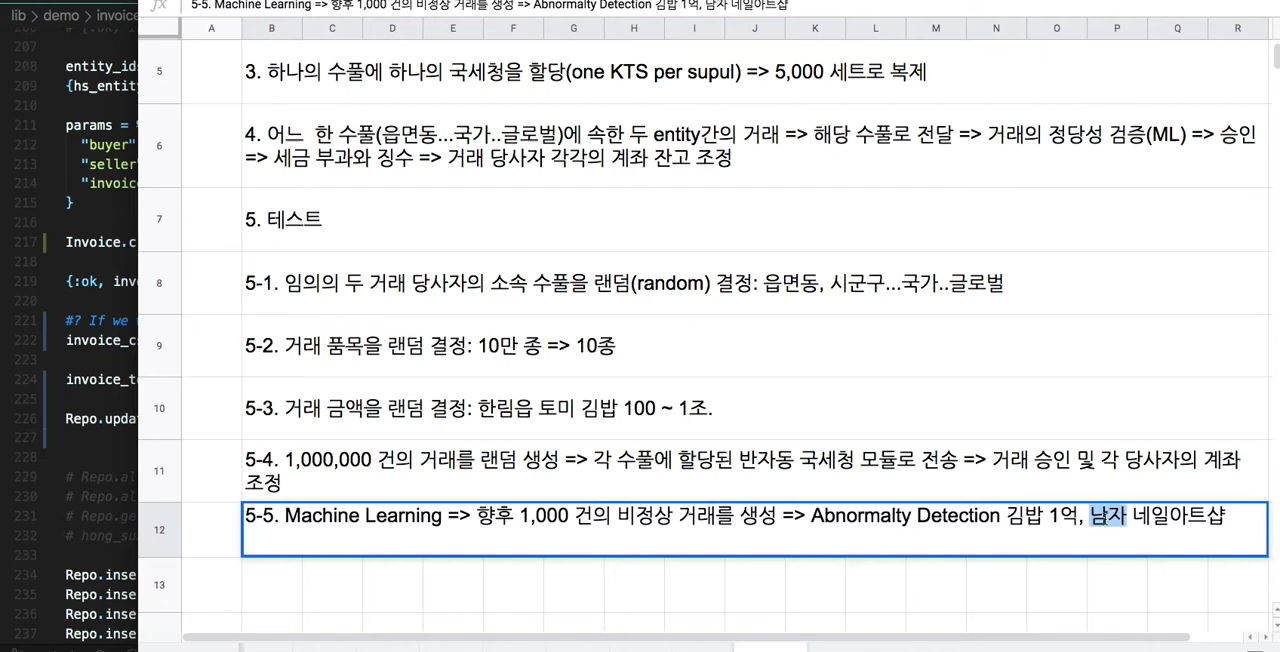 lib > demo > invoice
fx
5-5. Machine Learning => 향후 1,000 건의 비정상 거래를 생성 => Abnormalty Detection 김밥 1억, 남자 네일아트샵
A B C D E F G H I J K L M N O P Q R
5 3. 하나의 수풀에 하나의 국세청을 할당(one KTS per supul) => 5,000 세트로 복제
6 4. 어느 한 수풀(읍면동...국가..글로벌)에 속한 두 entity간의 거래 => 해당 수풀로 전달 => 거래의 정당성 검증(ML) => 승인
=> 세금 부과와 징수 => 거래 당사자 각각의 계좌 잔고 조정
7 5. 테스트
8 5-1. 임의의 두 거래 당사자의 소속 수풀을 랜덤(random) 결정: 읍면동, 시군구...국가..글로벌
9 5-2. 거래 품목을 랜덤 결정: 10만 종 => 10종
10 5-3. 거래 금액을 랜덤 결정: 한림읍 토미 김밥 100 ~ 1조.
11 5-4. 1,000,000 건의 거래를 랜덤 생성 => 각 수풀에 할당된 반자동 국세청 모듈로 전송 => 거래 승인 및 각 당사자의 계좌
조정
12 5-5. Machine Learning => 향후 1,000 건의 비정상 거래를 생성 => Abnormalty Detection 김밥 1억, 남자 네일아트샵
13
207
208 entity_id
209 {hs_entity
210
211 params =
212 "buyer"
213 "seller
214 "invoic
215 }
216
217 Invoice.c
218
219 {:ok, inv
220
221 #? If we
222 invoice_c
223
224 invoice_t
225
226 Repo.upda
227
228
229 # Repo.al
230 # Repo.al
231 # Repo.ge
232 # hong_su
233
234 Repo.inse
235 Repo.inse
236 Repo.inse
237 Repo.inse